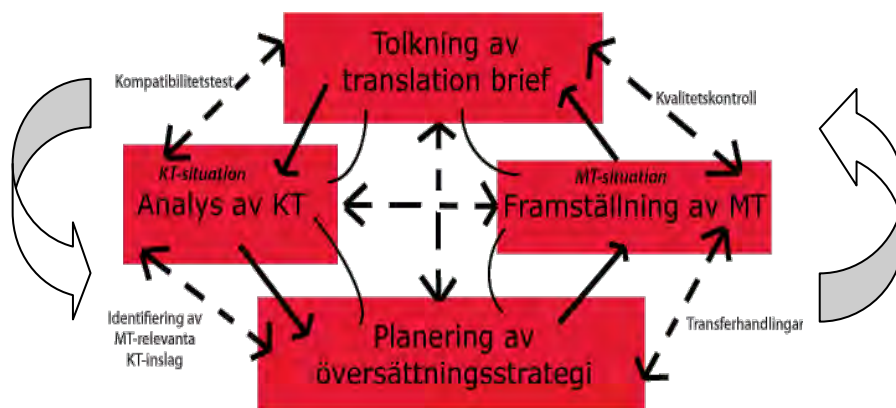 Tolkning av
translation brief
Kompatibilitetstest
Kvalitetskontroll
KT-situation
Analys av KT
MT-situation
Framställning av MT
Identifiering av
MT-relevanta
KT-inslag
Planering av
översättningsstrategi
Transferhandlingar